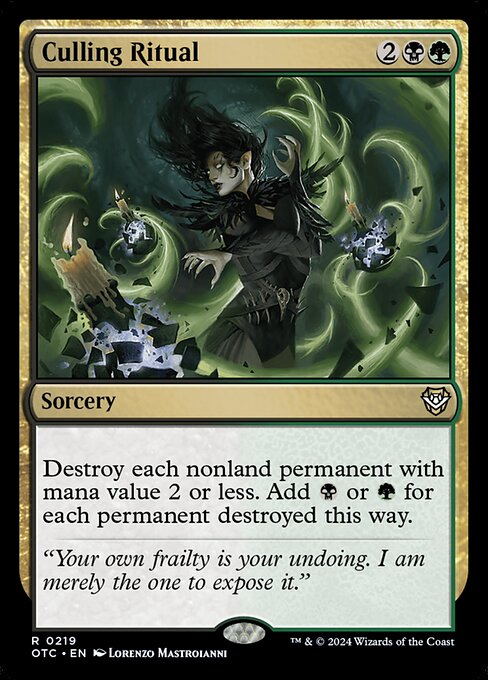 Culling Ritual 2
Sorcery
Destroy each nonland permanent with
mana value 2 or less. Add or for
each permanent destroyed this way.
“Your own frailty is your undoing. I am
merely the one to expose it.”
R 0219 ™ & © 2024 Wizards of the Coast
OTC • EN Lorenzo Mastroianni